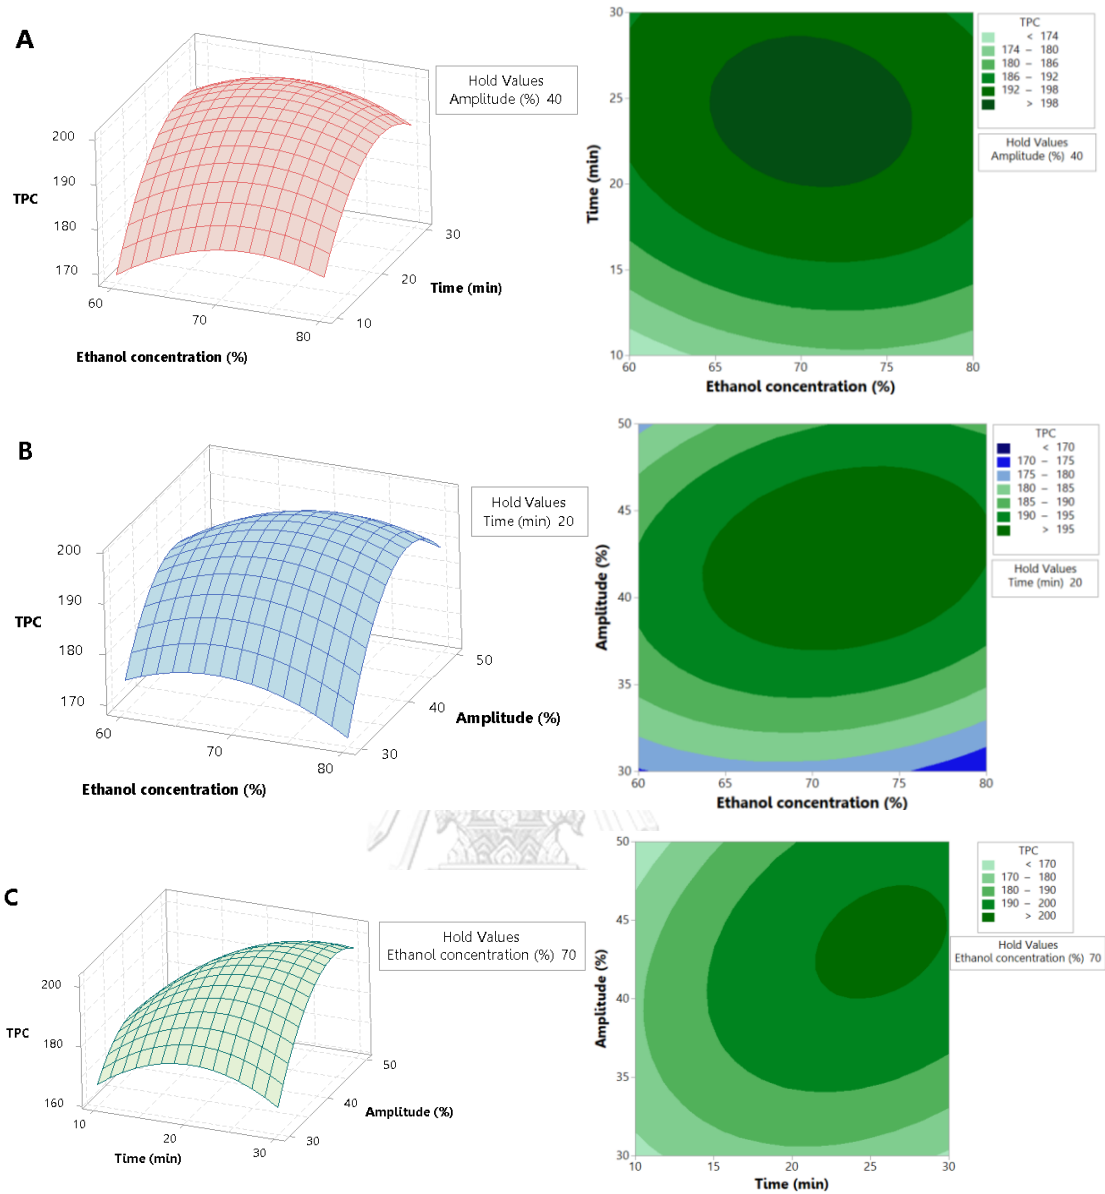 A
Hold Values
Amplitude (%) 40
200
190
180
170
TPC
60
70
80
10
20
30
Time (min)
Ethanol concentration (%)
30
25
20
15
10
Time (min)
60
65
70
75
80
Ethanol concentration (%)
TPC
< 174
174 – 180
180 – 186
186 – 192
192 – 198
> 198
Hold Values
Amplitude (%) 40
B
Hold Values
Time (min) 20
200
190
180
170
TPC
60
70
80
30
40
50
Amplitude (%)
Ethanol concentration (%)
50
45
40
35
30
Amplitude (%)
60
65
70
75
80
Ethanol concentration (%)
TPC
< 170
170 – 175
175 – 180
180 – 185
185 – 190
190 – 195
> 195
Hold Values
Time (min) 20
C
Hold Values
Ethanol concentration (%) 70
200
180
160
TPC
10
20
30
30
40
50
Amplitude (%)
Time (min)
50
45
40
35
30
Amplitude (%)
10
15
20
25
30
Time (min)
TPC
< 170
170 – 180
180 – 190
190 – 200
> 200
Hold Values
Ethanol concentration (%) 70